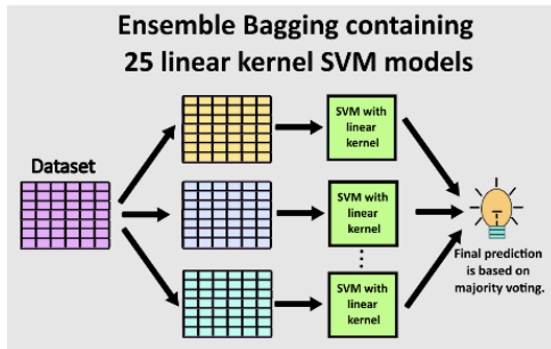 Ensemble Bagging containing
25 linear kernel SVM models
Dataset
SVM with
linear
kernel
SVM with
linear
kernel
SVM with
linear
kernel
Final prediction
is based on
majority voting.